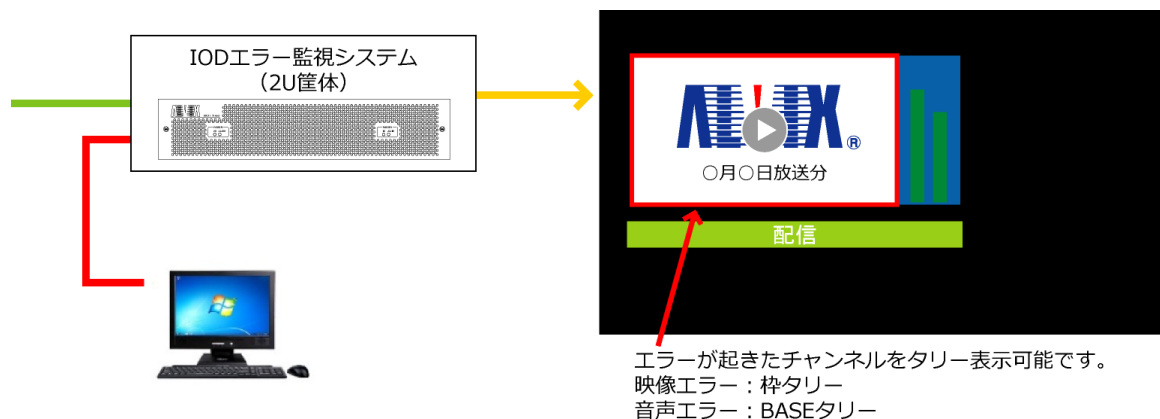 IODエラー監視システム
（2U筐体）
®
○月○日放送分
配信
エラーが起きたチャンネルをタリー表示可能です。
映像エラー：枠タリー
音声エラー：BASEタリー